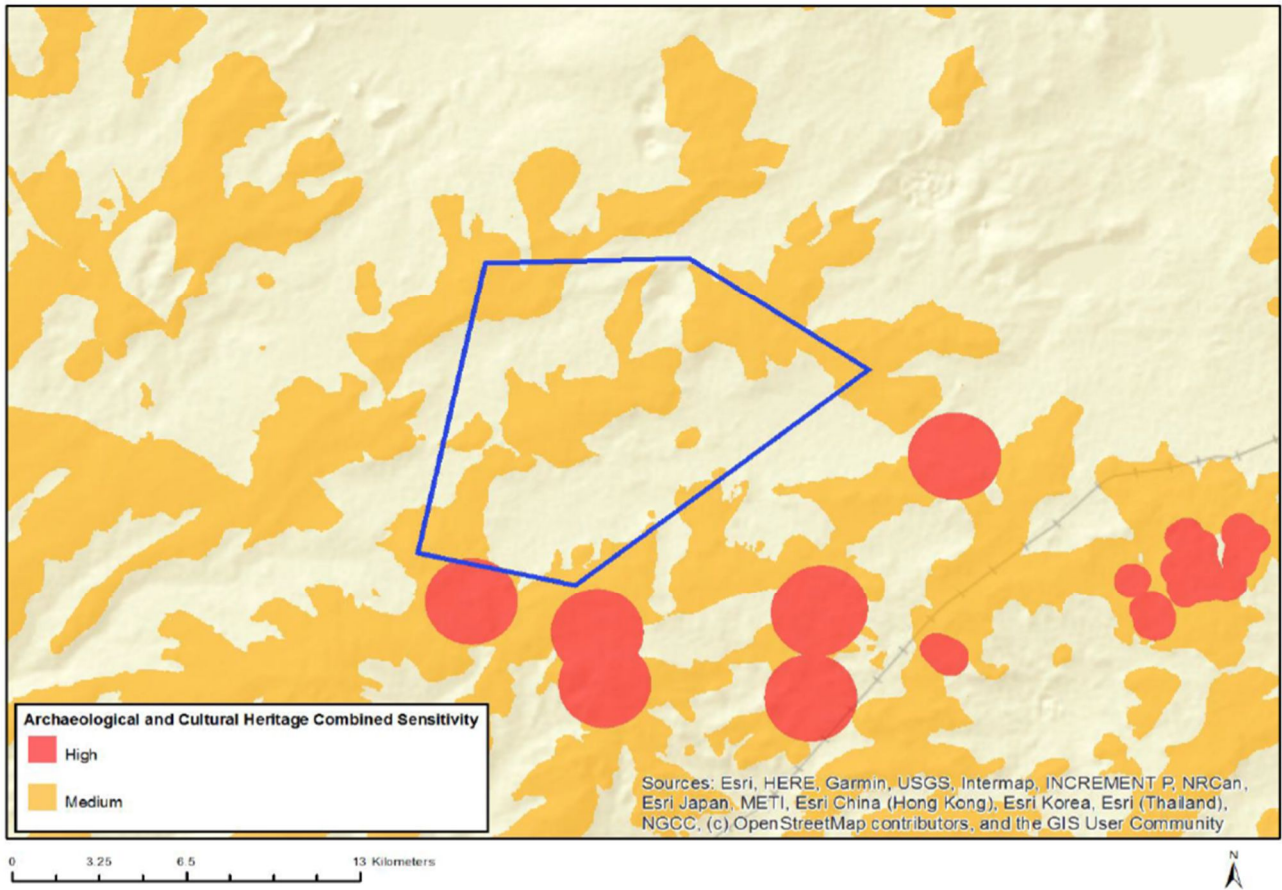 Archaeological and Cultural Heritage Combined Sensitivity
High
Medium
Sources: Esri, HERE, Garmin, USGS, Intermap, INCREMENT P, NRCan,
Esri Japan, METI, Esri China (Hong Kong), Esri Korea, Esri (Thailand),
NGCC, (c) OpenStreetMap contributors, and the GIS User Community
0 3.25 6.5 13 Kilometers
N